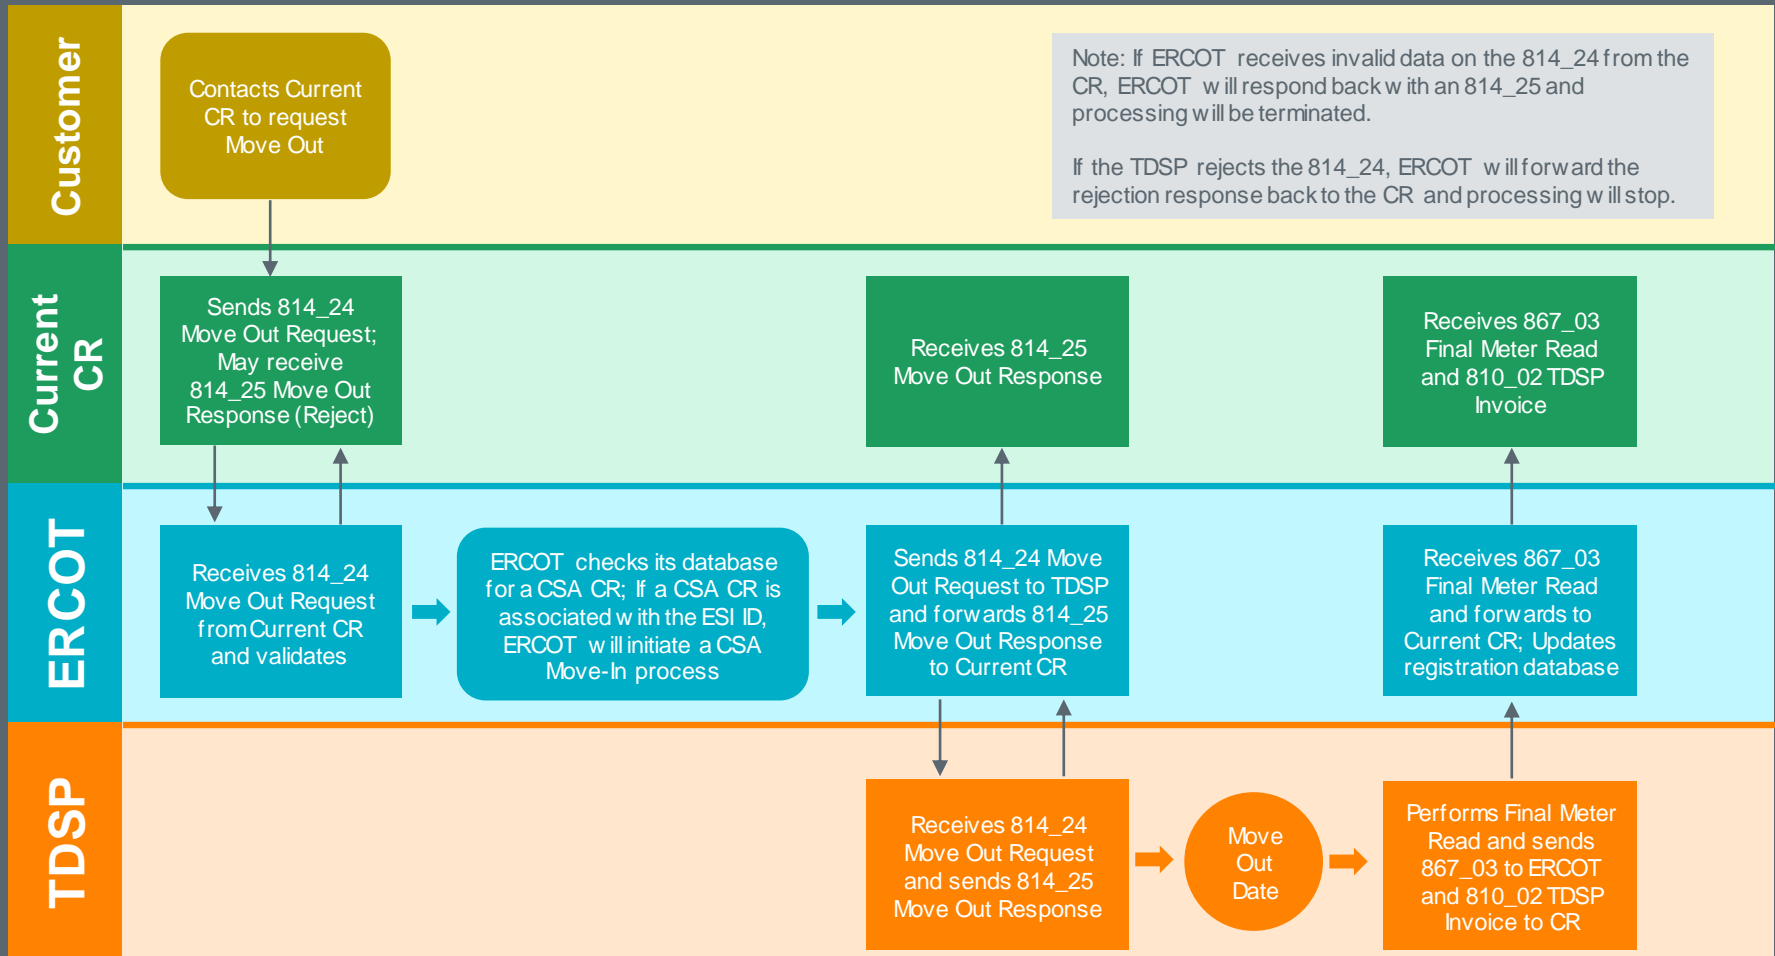 Customer
Contacts Current
CR to request
Move Out
Note: If ERCOT receives invalid data on the 814_24 from the
CR, ERCOT will respond back with an 814_25 and
processing will be terminated.
If the TDSP rejects the 814_24, ERCOT will forward the
rejection response back to the CR and processing will stop.
Current
CR
Sends 814_24
Move Out Request;
May receive
814_25 Move Out
Response (Reject)
Receives 814_25
Move Out Response
Receives 867_03
Final Meter Read
and 810_02 TDSP
Invoice
ERCOT
Receives 814_24
Move Out Request
from Current CR
and validates
ERCOT checks its database
for a CSA CR; If a CSA CR is
associated with the ESI ID,
ERCOT will initiate a CSA
Move-In process
Sends 814_24 Move
Out Request to TDSP
and forwards 814_25
Move Out Response
to Current CR
Receives 867_03
Final Meter Read
and forwards to
Current CR; Updates
registration database
TDSP
Receives 814_24
Move Out Request
and sends 814_25
Move Out Response
Move
Out
Date
Performs Final Meter
Read and sends
867_03 to ERCOT
and 810_02 TDSP
Invoice to CR